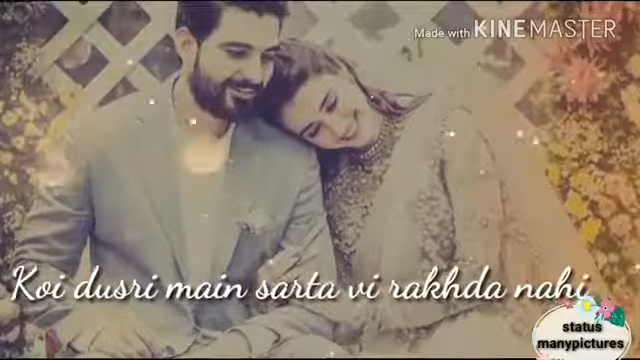 Made with KINEMASTER
Koi dusri main sarta vi rakhda nahi
status
manypictures